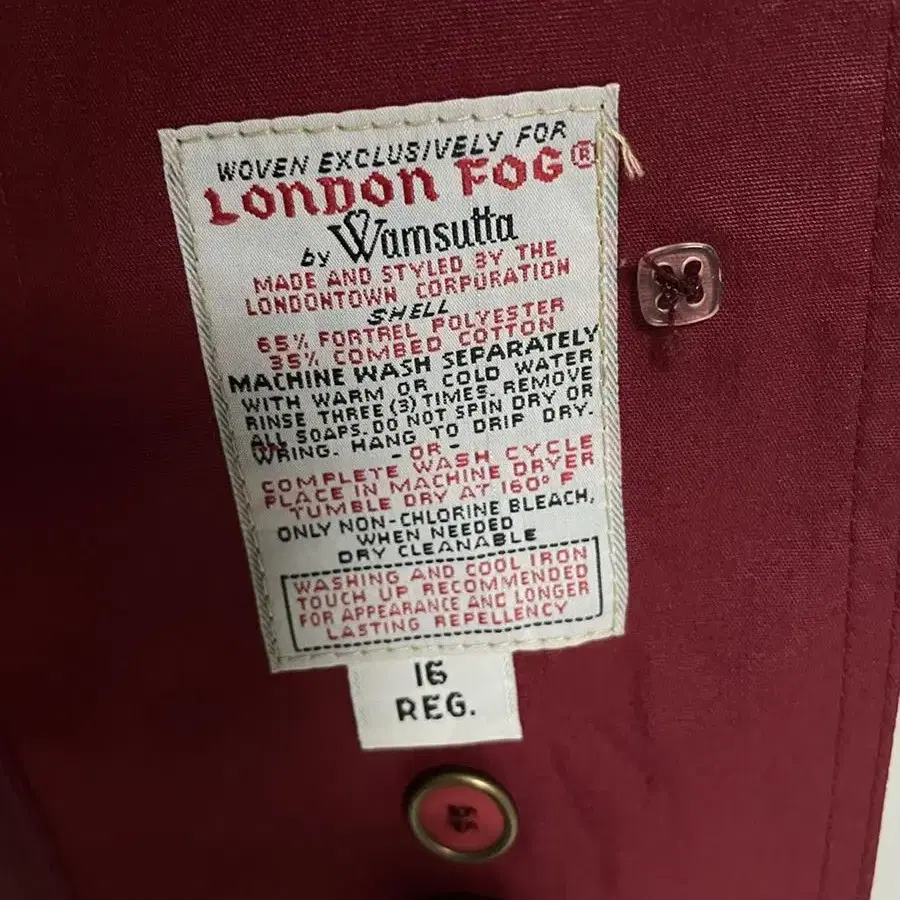 WOVEN EXCLUSIVELY FOR
LONDON FOG®
by Wamsutta
MADE AND STYLED BY THE
LONDONTOWN CORPORATION
SHELL
65% FORTREL POLYESTER
35% COMBED COTTON
MACHINE WASH SEPARATELY
WITH WARM OR COLD WATER
RINSE THREE (3) TIMES. REMOVE
ALL SOAPS. DO NOT SPIN DRY OR
WRING. HANG TO DRIP DRY.
- OR -
COMPLETE WASH CYCLE
PLACE IN MACHINE DRYER
TUMBLE DRY AT 160° F
ONLY NON-CHLORINE BLEACH,
WHEN NEEDED
DRY CLEANABLE
WASHING AND COOL IRON
TOUCH UP RECOMMENDED
FOR APPEARANCE AND LONGER
LASTING REPELLENCY
16
REG.